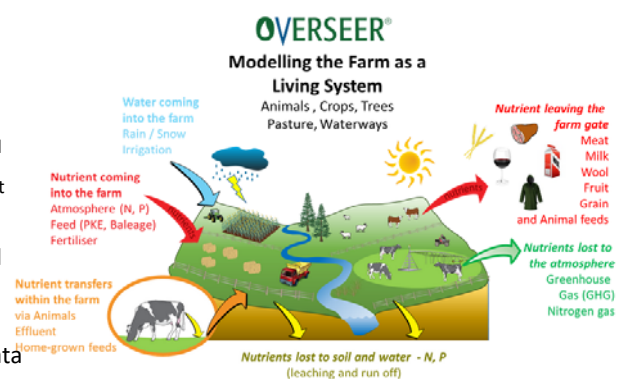 OVERSEER®
Modelling the Farm as a
Living System
Animals , Crops, Trees
Pasture, Waterways
Water coming
into the farm
Rain / Snow
Irrigation
Nutrient coming
into the farm
Atmosphere (N, P)
Feed (PKE, Baleage)
Fertiliser
Nutrient transfers
within the farm
via Animals
Effluent
Home-grown feeds
Nutrient leaving the
farm gate
Meat
Milk
Wool
Fruit
Grain
and Animal feeds
Nutrients lost to
the atmosphere
Greenhouse
Gas (GHG)
Nitrogen gas
Nutrients lost to soil and water - N, P
(leaching and run off)